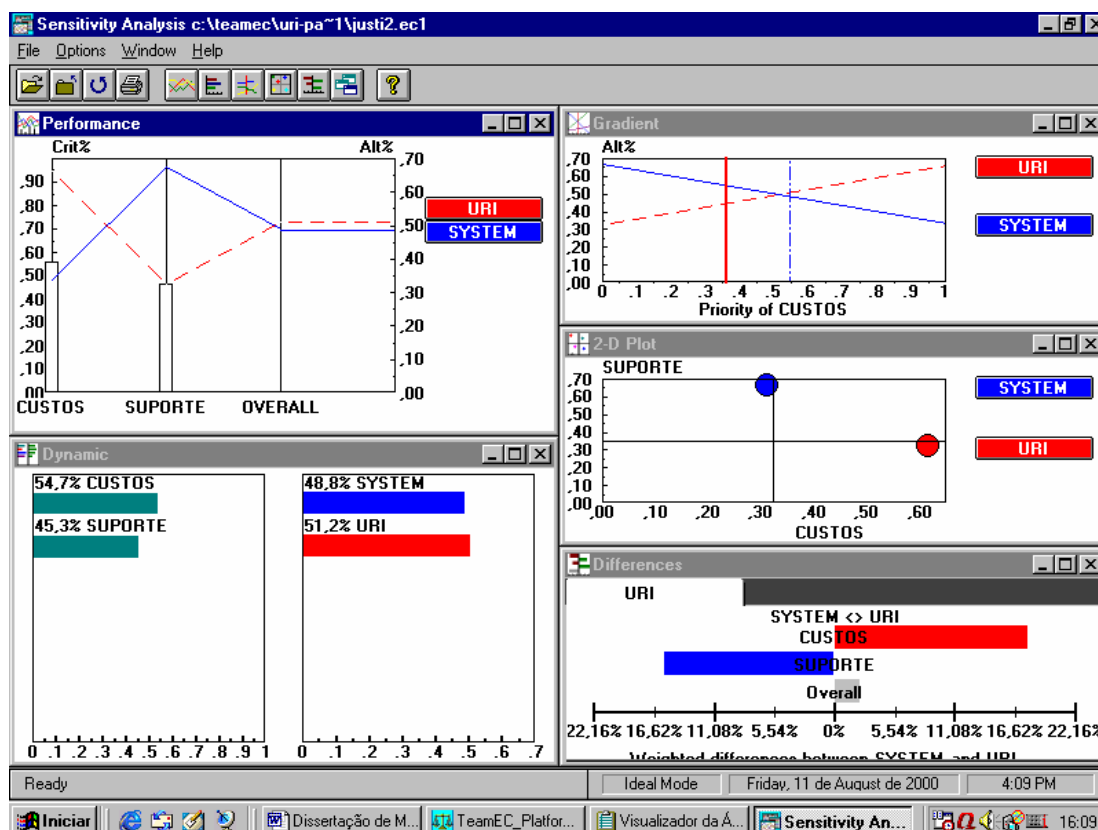 Sensitivity Analysis c:\teamec\uri-pa~1\justi2.ec1
File Options Window Help
Performance
Crit%
Alt%
,90
,80
,70
,60
,50
,40
,30
,20
,10
,00
,70
,60
,50
,40
,30
,20
,10
,00
CUSTOS SUPORTE OVERALL
URI
SYSTEM
Gradient
Alt%
,70
,60
,50
,40
,30
,20
,10
,00
0 .1 .2 .3 .4 .5 .6 .7 .8 .9 1
Priority of CUSTOS
URI
SYSTEM
2-D Plot
SUPORTE
,70
,60
,50
,40
,30
,20
,10
,00
,00 ,10 ,20 ,30 ,40 ,50 ,60
CUSTOS
SYSTEM
URI
Dynamic
54,7% CUSTOS
45,3% SUPORTE
0 .1 .2 .3 .4 .5 .6 .7 .8 .9 1
48,8% SYSTEM
51,2% URI
0 .1 .2 .3 .4 .5 .6 .7
Differences
URI
SYSTEM <> URI
CUSTOS
SUPORTE
Overall
22,16% 16,62% 11,08% 5,54% 0% 5,54% 11,08% 16,62% 22,16%
Weighted differences between SYSTEM and URI
Ready
Ideal Mode
Friday, 11 de August de 2000
4:09 PM
Iniciar
Dissertação de M...
TeamEC_Platfor...
Visualizador da Á...
Sensitivity An...
16:09